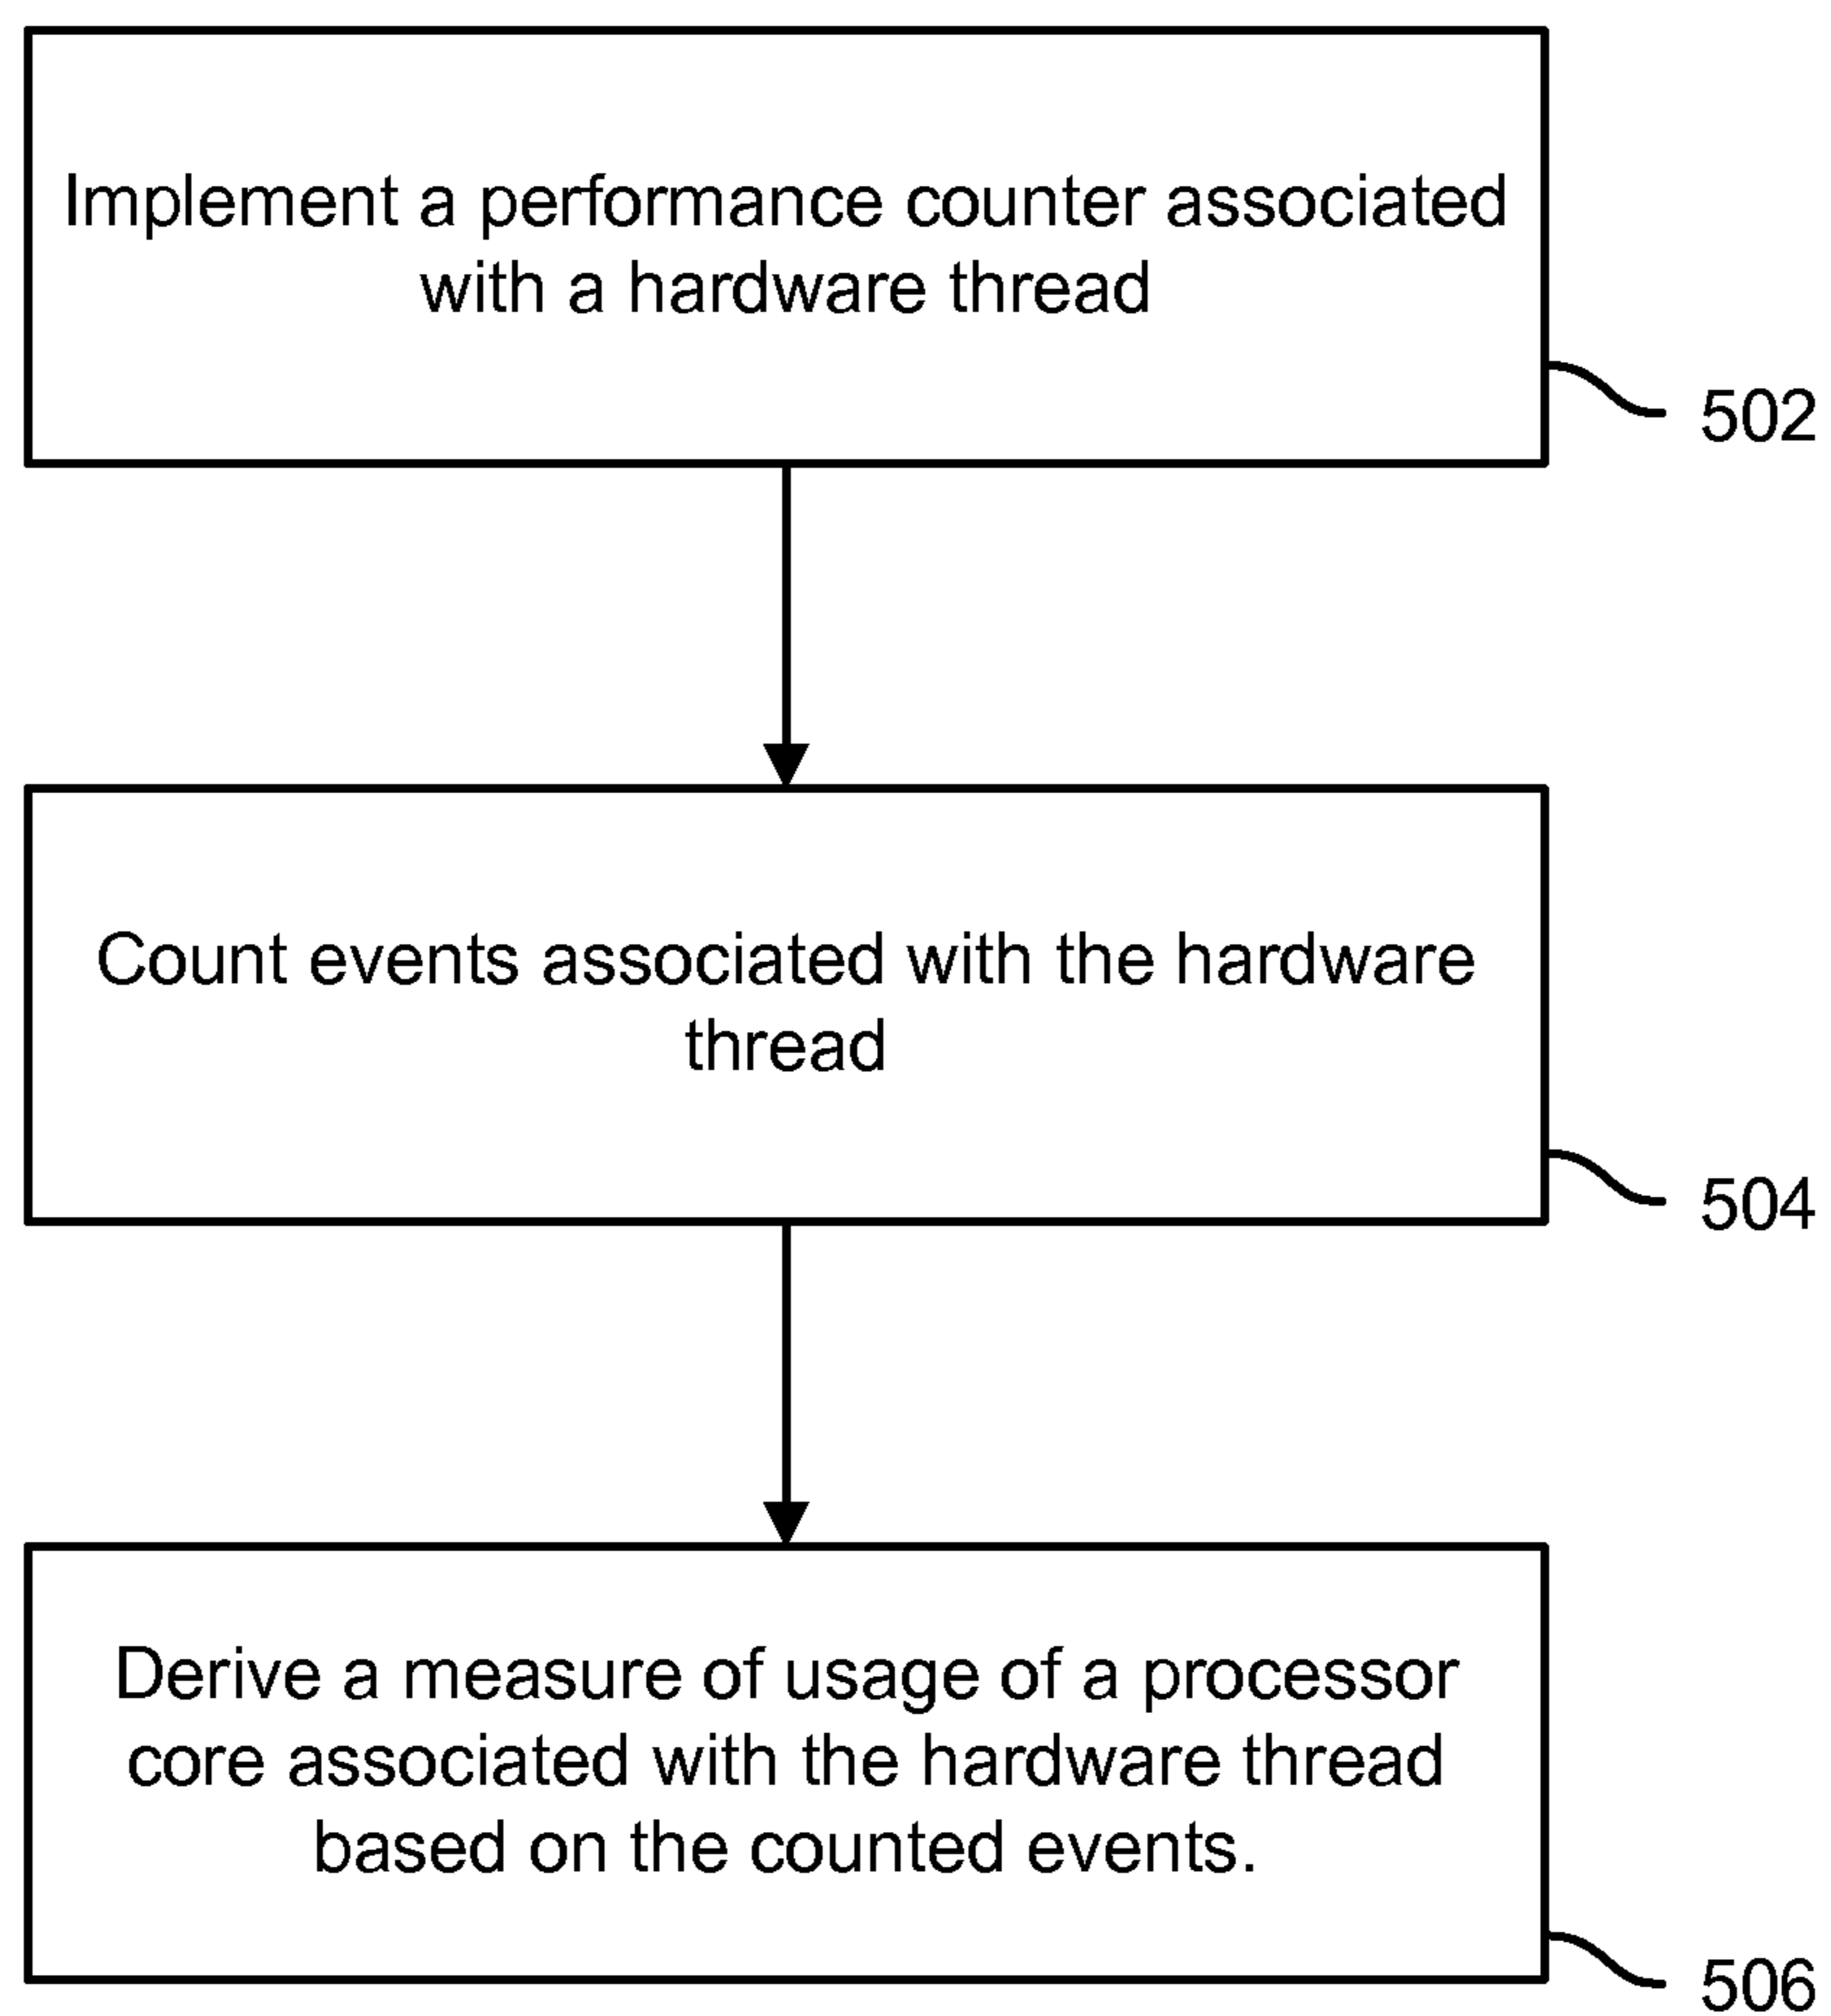 Implement a performance counter associated
with a hardware thread
502
Count events associated with the hardware
thread
504
Derive a measure of usage of a processor
core associated with the hardware thread
based on the counted events.
506